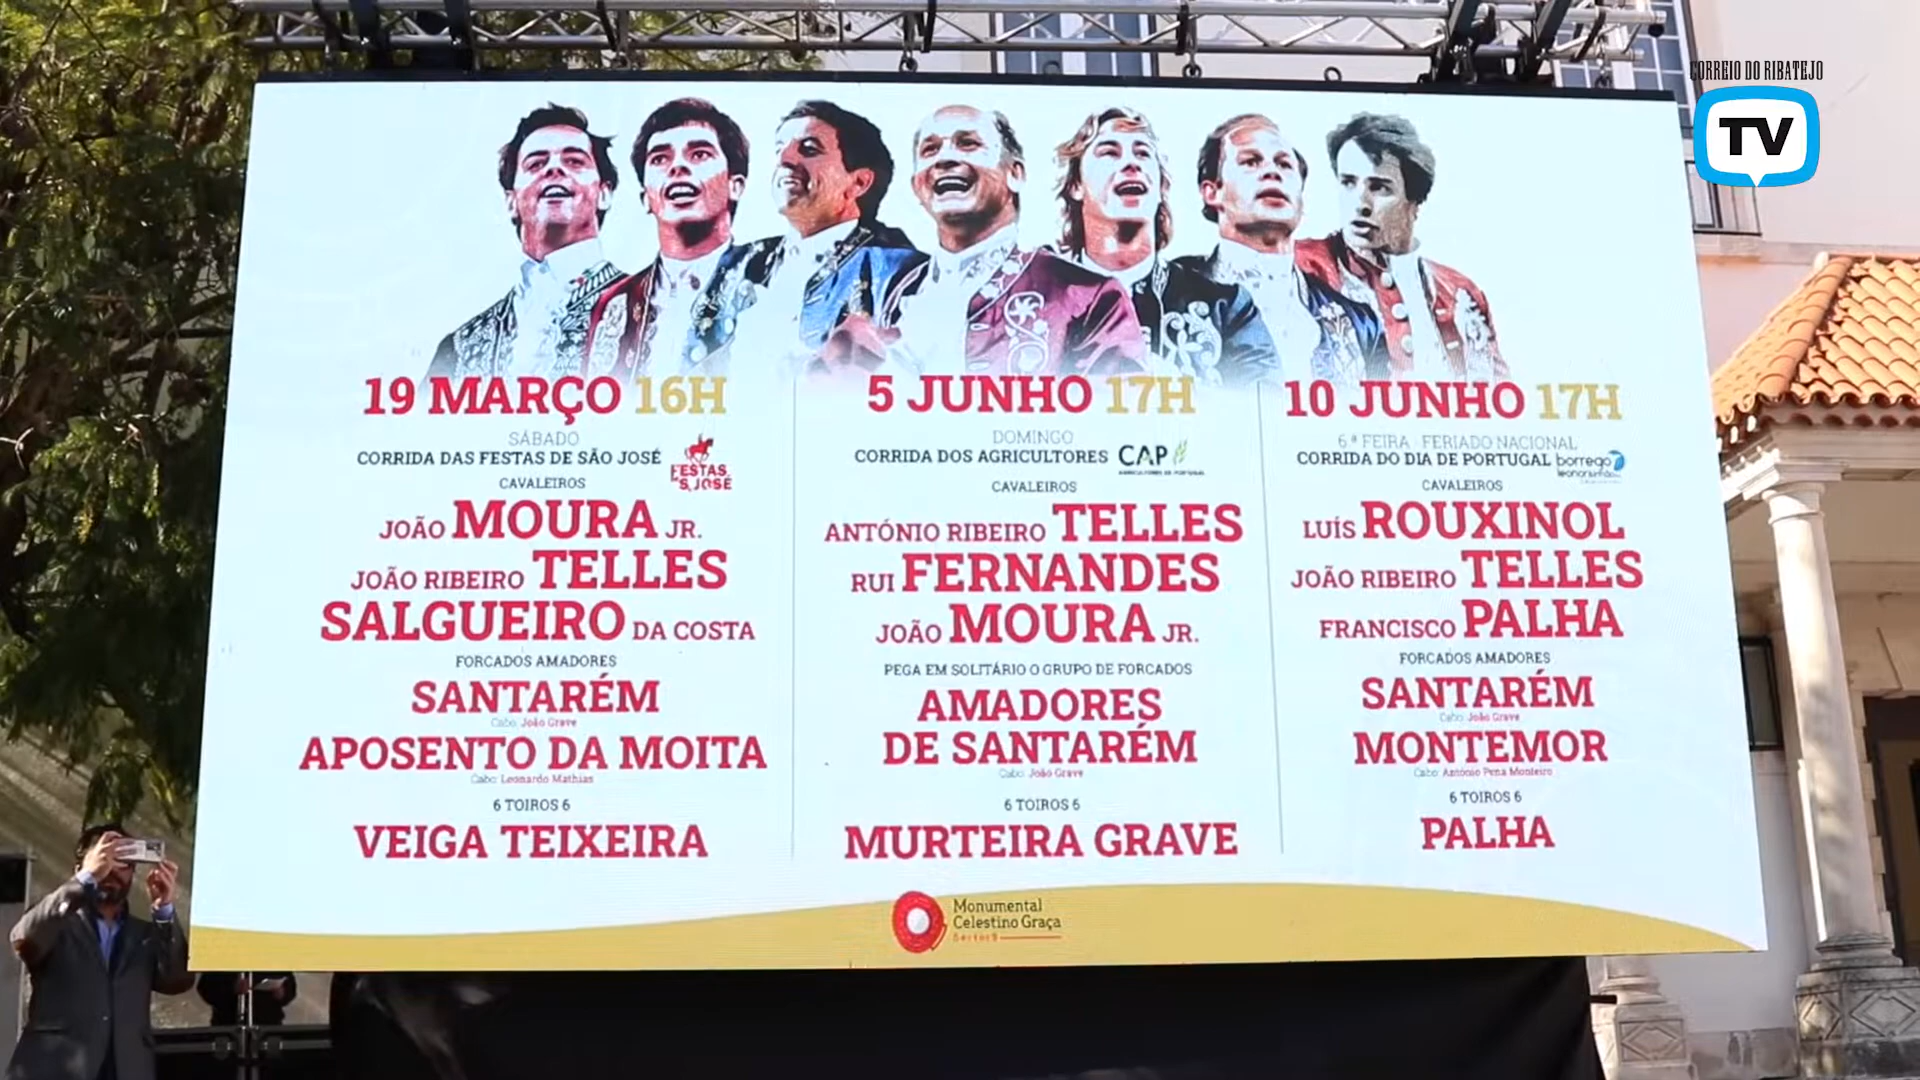 CORREIO DO RIBATEJO
TV
19 MARÇO 16H
SÁBADO
CORRIDA DAS FESTAS DE SÃO JOSÉ
FESTAS
S. JOSÉ
CAVALEIROS
JOÃO MOURA JR.
JOÃO RIBEIRO TELLES
SALGUEIRO DA COSTA
FORCADOS AMADORES
SANTARÉM
Cabo: João Grave
APOSENTO DA MOITA
Cabo: Leonardo Mathias
6 TOIROS 6
VEIGA TEIXEIRA
5 JUNHO 17H
DOMINGO
CORRIDA DOS AGRICULTORES
CAP
AGRICULTORES DE PORTUGAL
CAVALEIROS
ANTÓNIO RIBEIRO TELLES
RUI FERNANDES
JOÃO MOURA JR.
PEGA EM SOLITÁRIO O GRUPO DE FORCADOS
AMADORES
DE SANTARÉM
Cabo: João Grave
6 TOIROS 6
MURTEIRA GRAVE
10 JUNHO 17H
6ª FEIRA - FERIADO NACIONAL
CORRIDA DO DIA DE PORTUGAL
borrego
leonor&irmão
CAVALEIROS
LUÍS ROUXINOL
JOÃO RIBEIRO TELLES
FRANCISCO PALHA
FORCADOS AMADORES
SANTARÉM
Cabo: João Grave
MONTEMOR
Cabo: António Pena Monteiro
6 TOIROS 6
PALHA
Monumental
Celestino Graça